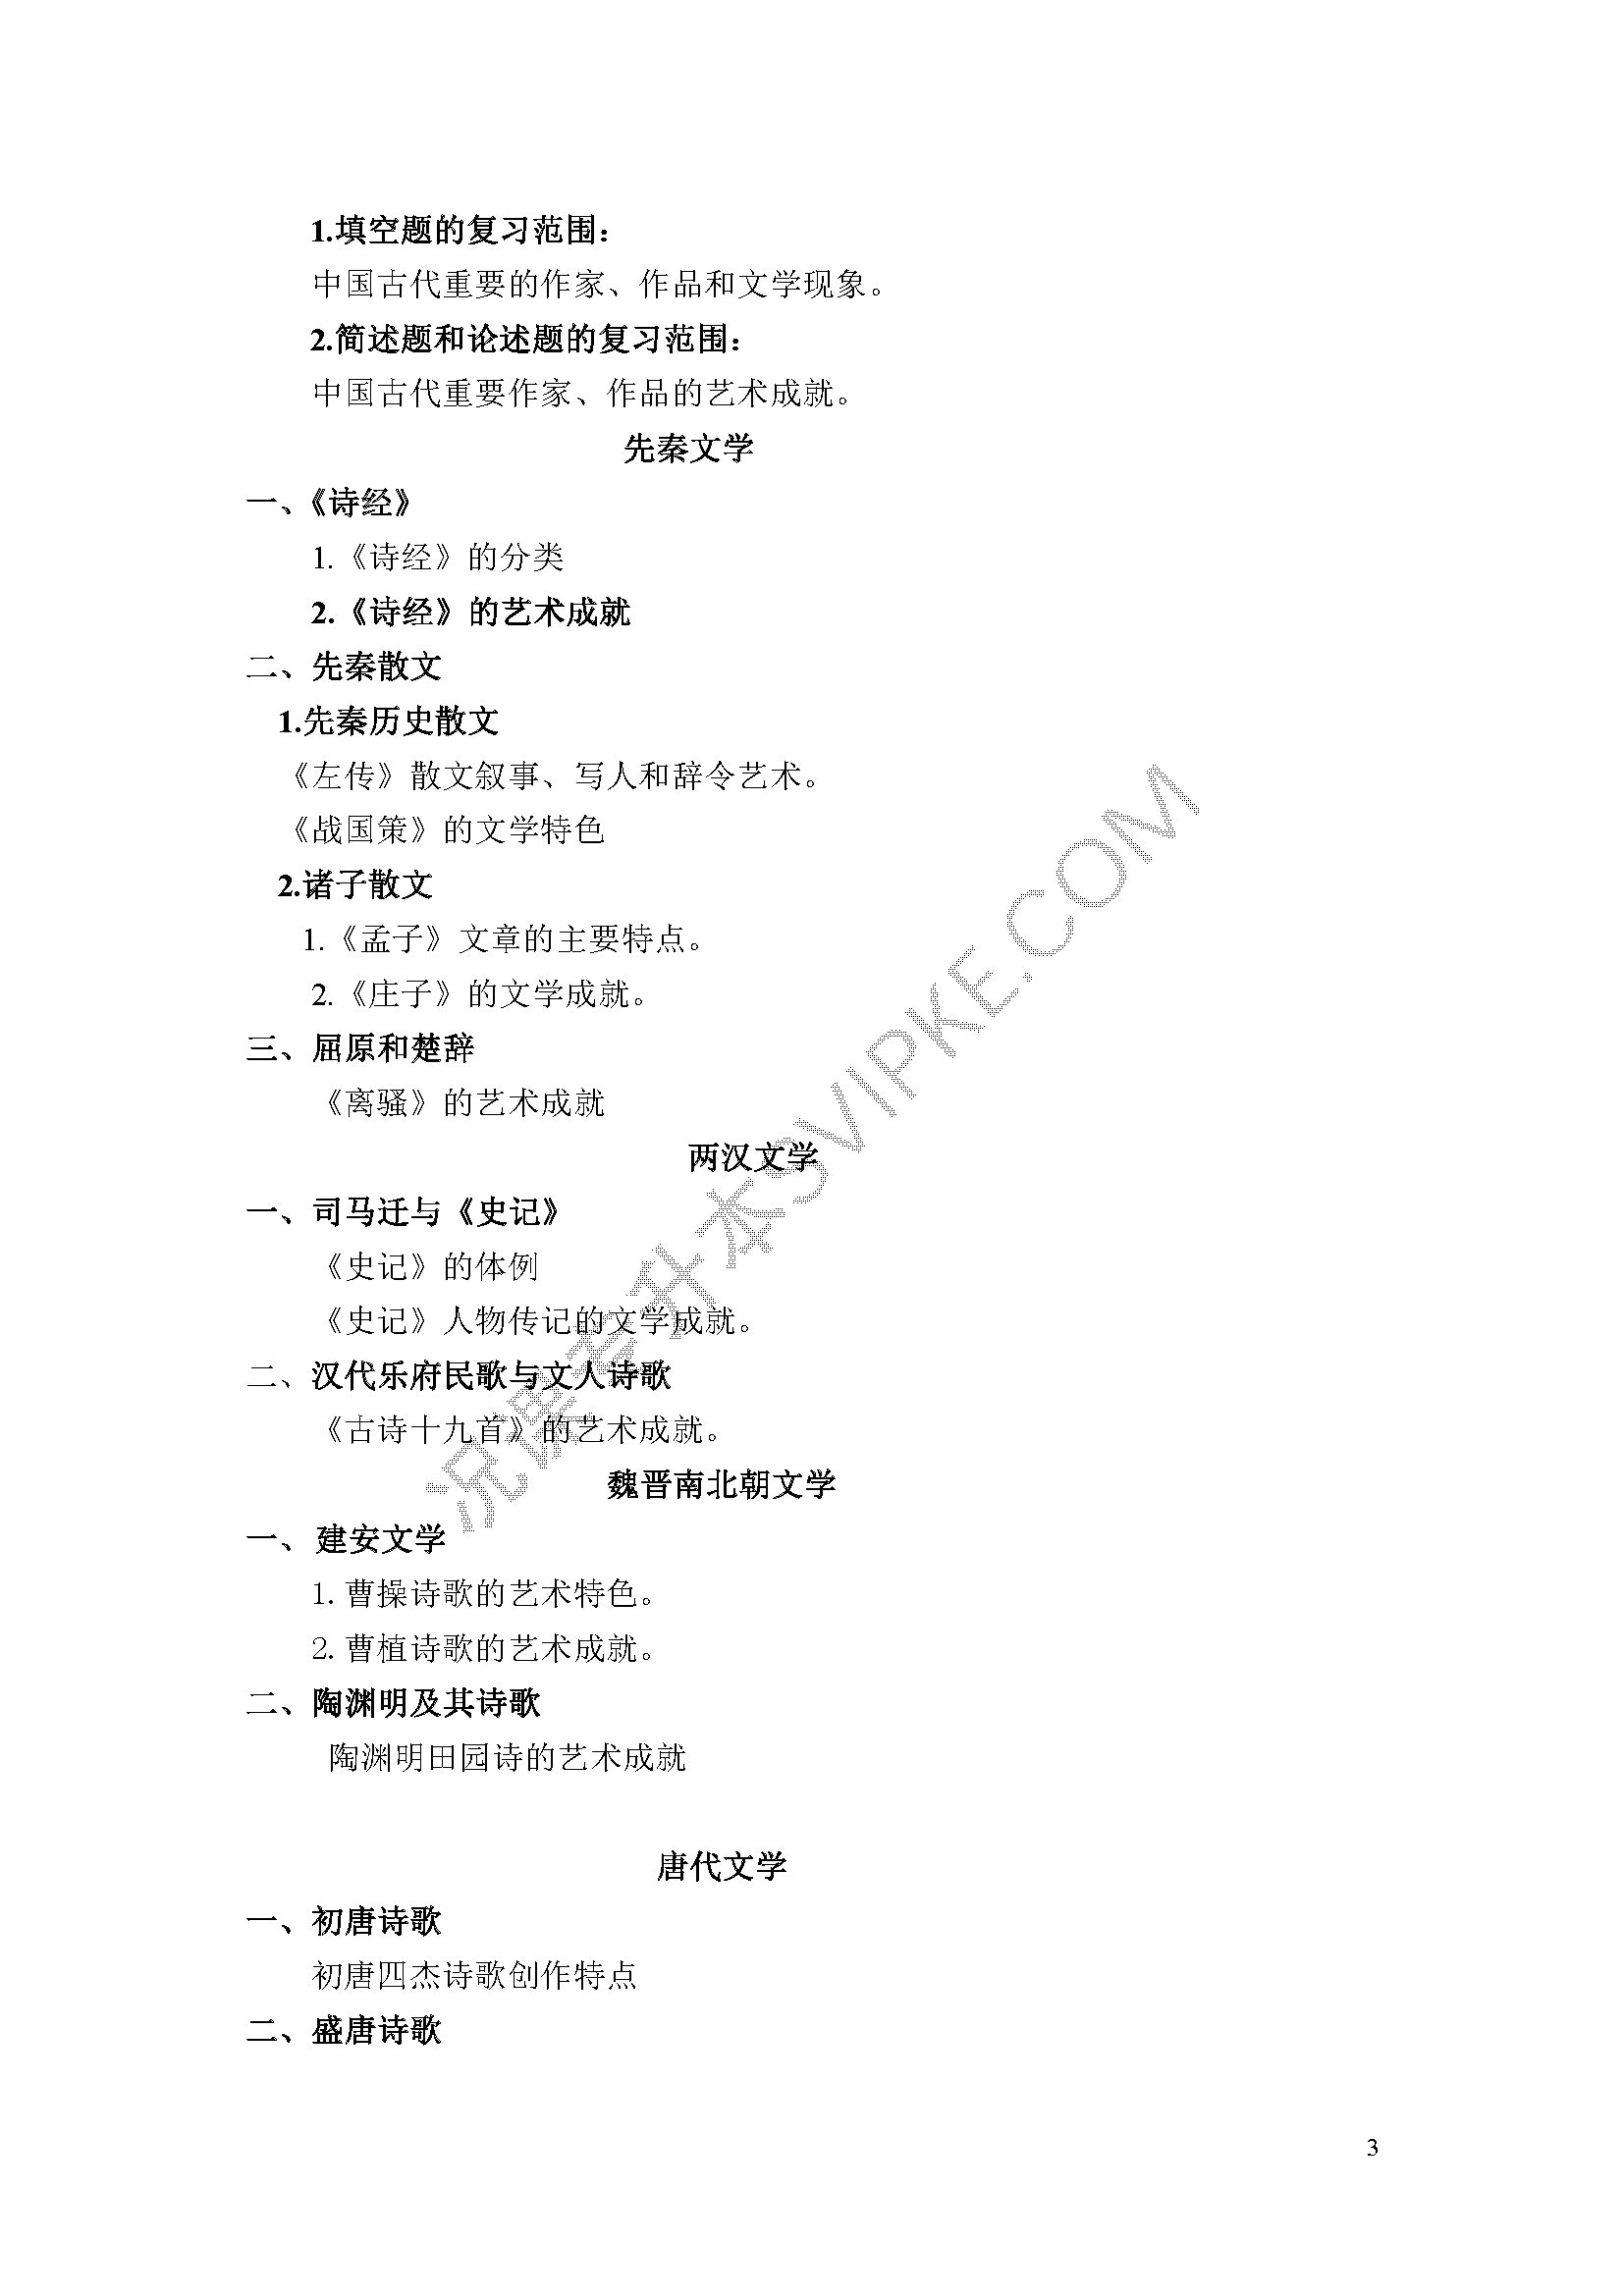 1.填空题的复习范围：
中国古代重要的作家、作品和文学现象。
2.简述题和论述题的复习范围：
中国古代重要作家、作品的艺术成就。
先秦文学
一、《诗经》
1.《诗经》的分类
2.《诗经》的艺术成就
二、先秦散文
1.先秦历史散文
《左传》散文叙事、写人和辞令艺术。
《战国策》的文学特色
2.诸子散文
1.《孟子》文章的主要特点。
2.《庄子》的文学成就。
三、屈原和楚辞
《离骚》的艺术成就
两汉文学
一、司马迁与《史记》
《史记》的体例
《史记》人物传记的文学成就。
二、汉代乐府民歌与文人诗歌
《古诗十九首》的艺术成就。
魏晋南北朝文学
一、建安文学
1.曹操诗歌的艺术特色。
2.曹植诗歌的艺术成就。
二、陶渊明及其诗歌
陶渊明田园诗的艺术成就
唐代文学
一、初唐诗歌
初唐四杰诗歌创作特点
二、盛唐诗歌
3
升本SVIPKE.COM